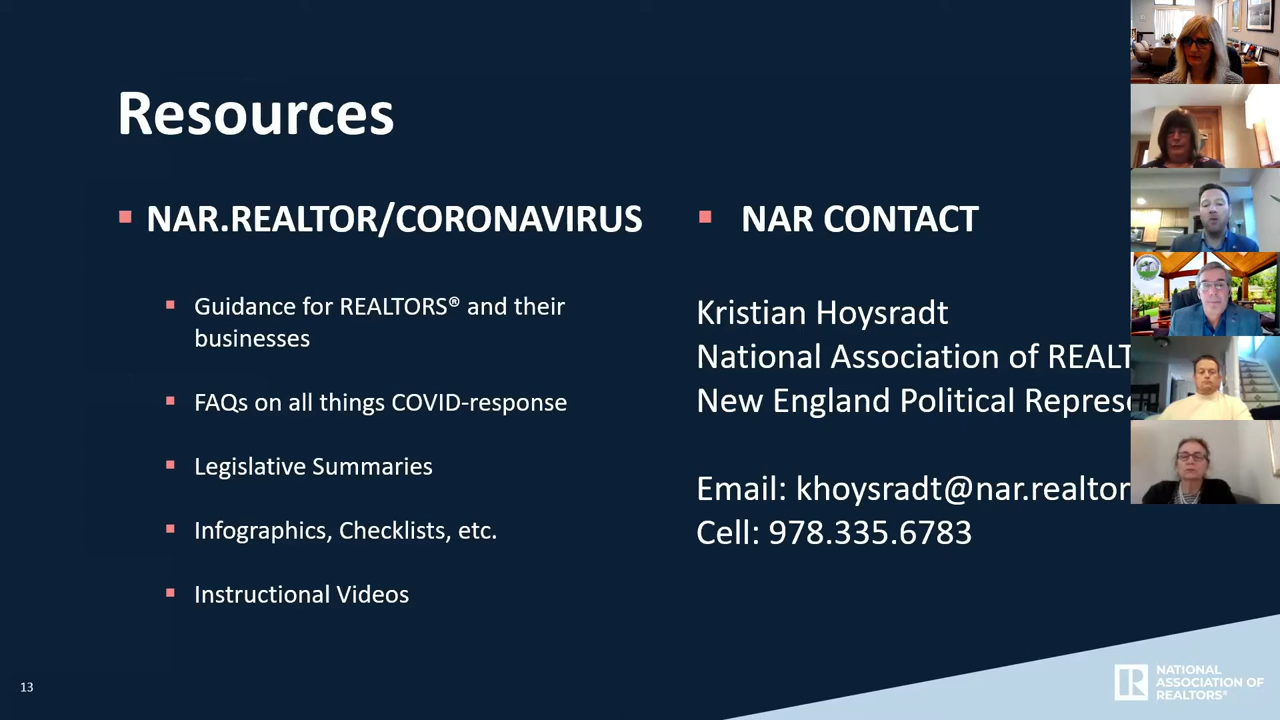 Resources
NAR.REALTOR/CORONAVIRUS
Guidance for REALTORS® and their
businesses
FAQs on all things COVID-response
Legislative Summaries
Infographics, Checklists, etc.
Instructional Videos
NAR CONTACT
Kristian Hoysradt
National Association of REALT
New England Political Repres
Email: khoysradt@nar.realtor
Cell: 978.335.6783
13
NATIONAL
ASSOCIATION OF
REALTORS®